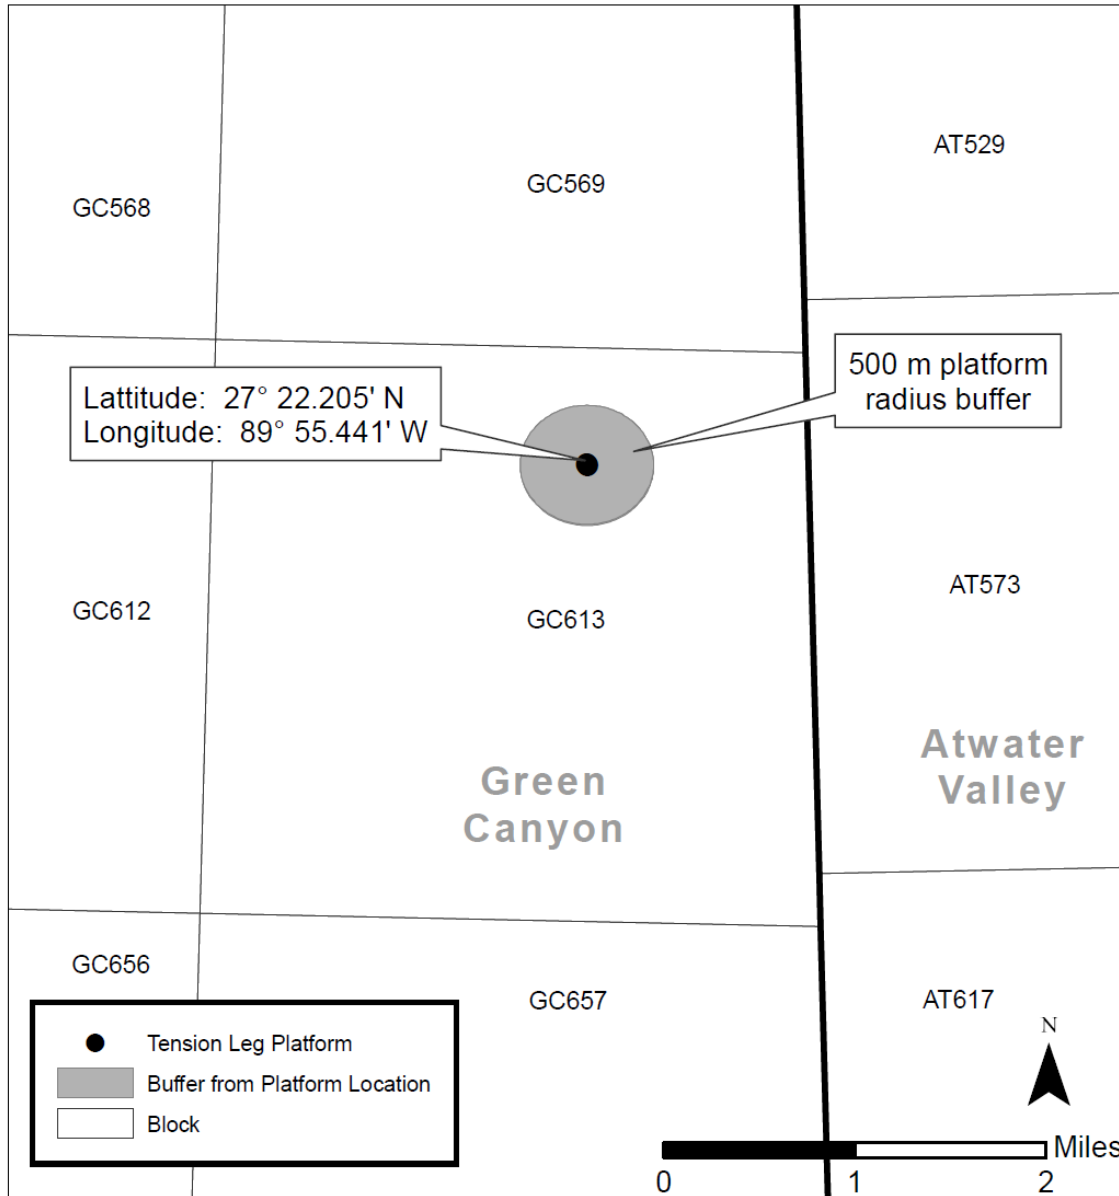 AT529
GC569
GC568
500 m platform
radius buffer
Lattitude:  27° 22.205' N
Longitude:  89° 55.441' W
AT573
GC612
GC613
Atwater
Valley
Green
Canyon
GC656
GC657
AT617
N
Tension Leg Platform
Buffer from Platform Location
Block
Miles
0 1 2